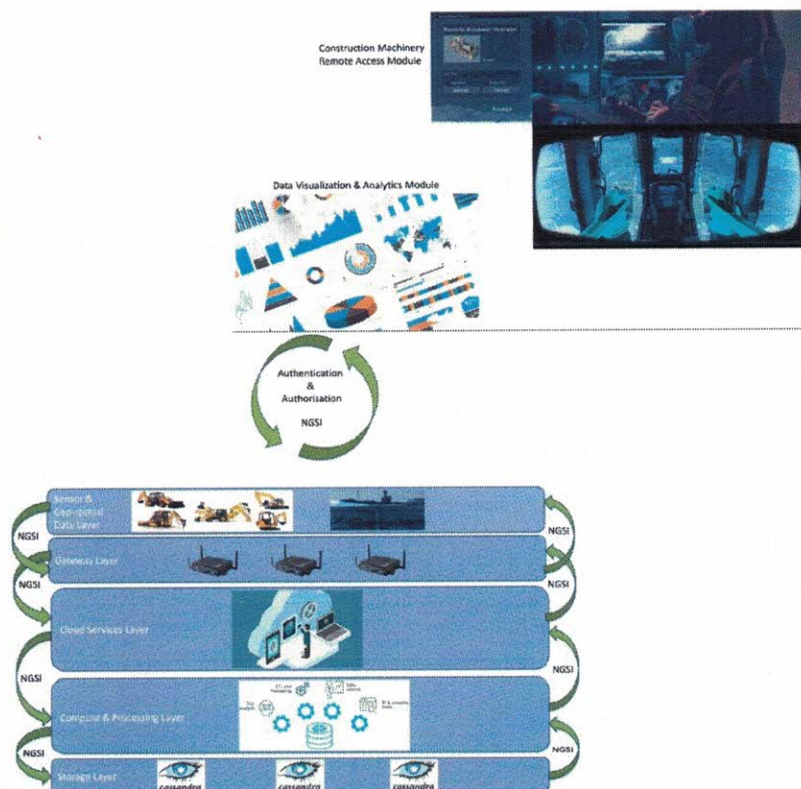 Construction Machinery
Remote Access Module
Data Visualization & Analytics Module
Authentication
&
Authorisation
NGSI
Sensor &
Geo-spatial
Data Layer
NGSI
NGSI
Gateway Layer
NGSI
NGSI
Cloud Services Layer
NGSI
NGSI
Compute & Processing Layer
NGSI
NGSI
Storage Layer
cassandra
cassandra
cassandra